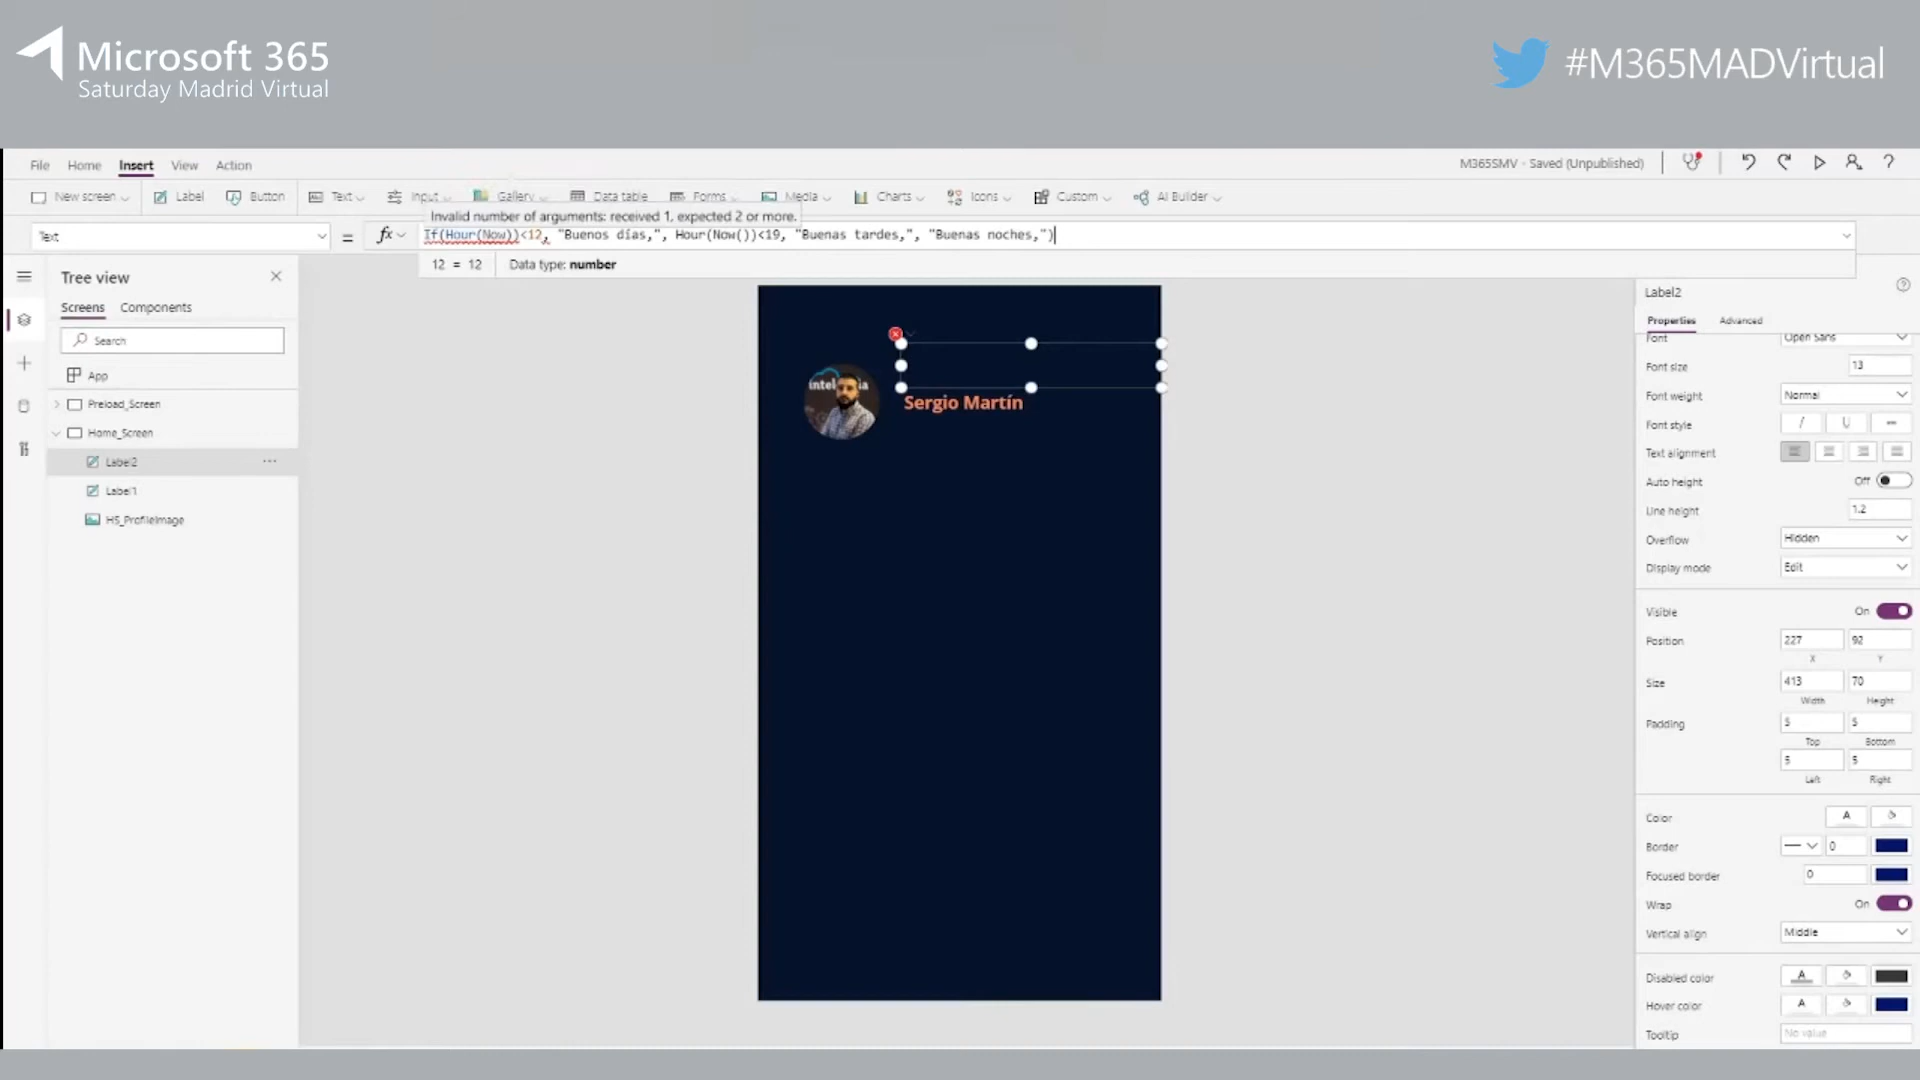 Microsoft 365
Saturday Madrid Virtual
#M365MADVirtual
File Home Insert View Action
M365SMV - Saved (Unpublished)
New screen Label Button Text Input Gallery Data table Forms Media Charts Icons Custom AI Builder
Invalid number of arguments: received 1, expected 2 or more.
Text = fx If(Hour(Now))<12, "Buenos días,", Hour(Now())<19, "Buenas tardes,", "Buenas noches,")
12 = 12 Data type: number
Tree view
Screens Components
Search
App
Preload_Screen
Home_Screen
Label2 ...
Label1
HS_ProfileImage
Sergio Martín
Label2
Properties Advanced
Font Open Sans
Font size 13
Font weight Normal
Font style / U
Text alignment
Auto height Off
Line height 1.2
Overflow Hidden
Display mode Edit
Visible On
Position 227 92
X Y
Size 413 70
Width Height
Padding 5 5
Top Bottom
5 5
Left Right
Color A
Border 0
Focused border 0
Wrap On
Vertical align Middle
Disabled color A
Hover color A
Tooltip No value